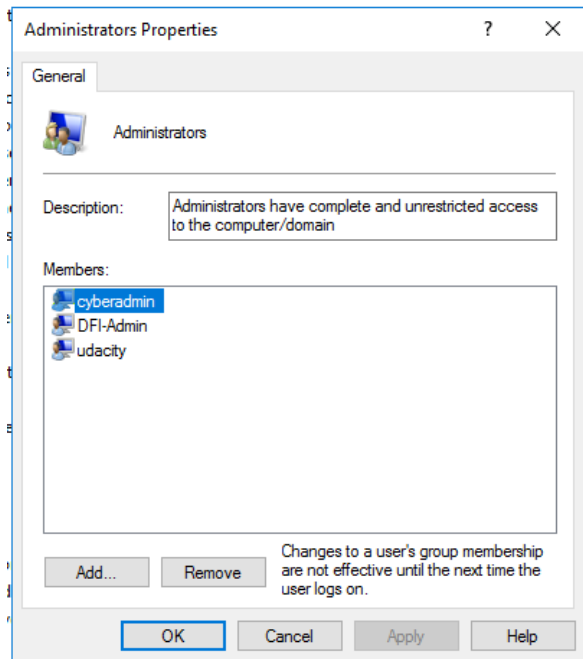 Administrators Properties
?
General
Administrators
Description:
Administrators have complete and unrestricted access
to the computer/domain
Members:
cyberadmin
DFI-Admin
udacity
Add...
Remove
Changes to a user's group membership
are not effective until the next time the
user logs on.
OK
Cancel
Apply
Help